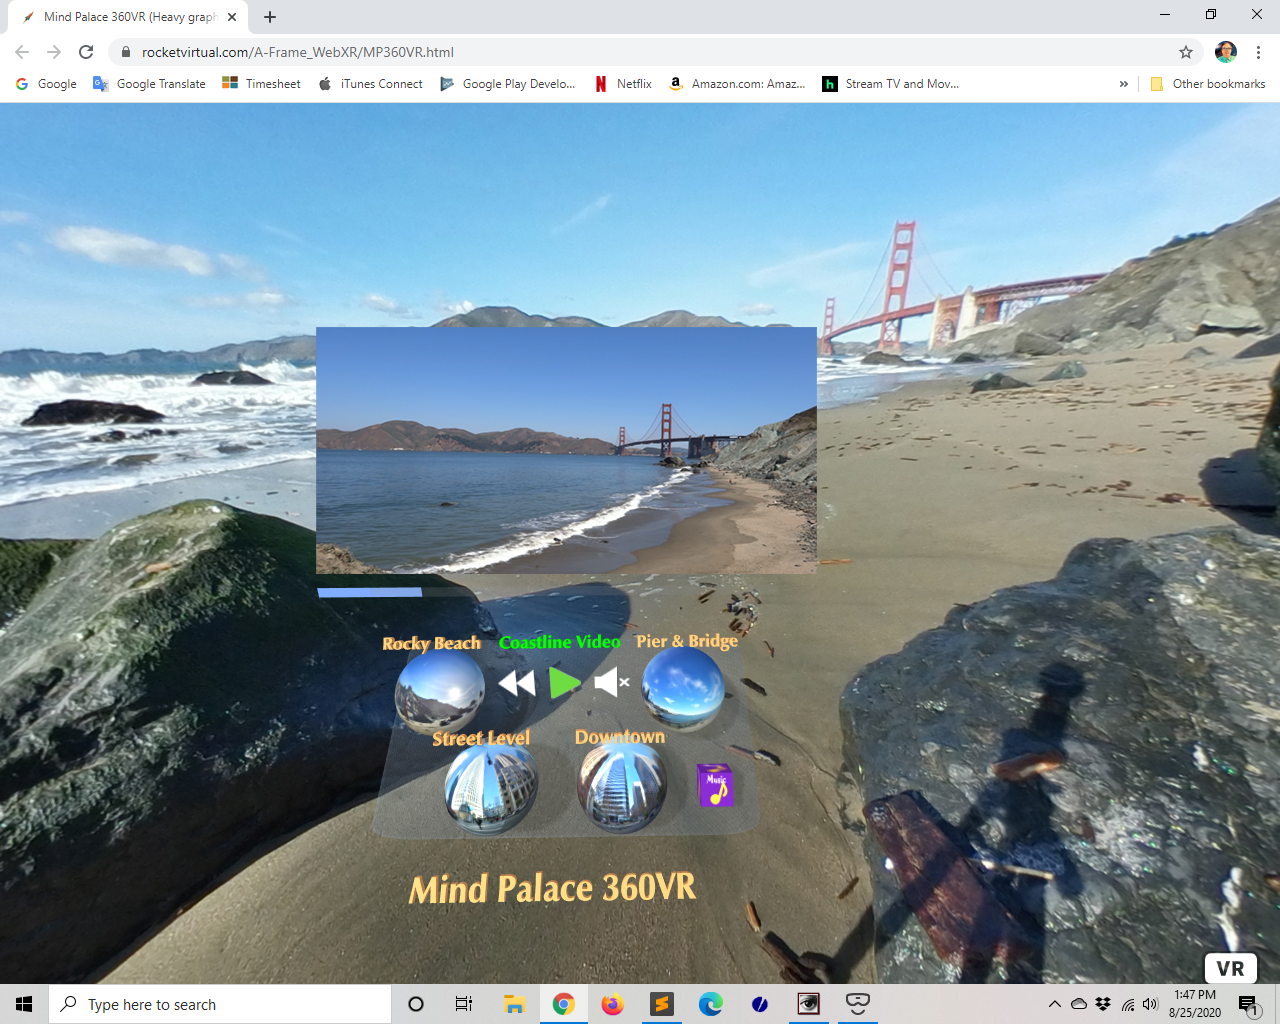 Mind Palace 360VR (Heavy graph
rocketvirtual.com/A-Frame_WebXR/MP360VR.html
Google
Google Translate
Timesheet
iTunes Connect
Google Play Develo...
Netflix
Amazon.com: Amaz...
Stream TV and Mov...
»
Other bookmarks
Rocky Beach
Coastline Video
Pier & Bridge
Street Level
Downtown
Music
Mind Palace 360VR
VR
Type here to search
1:47 PM
8/25/2020
1